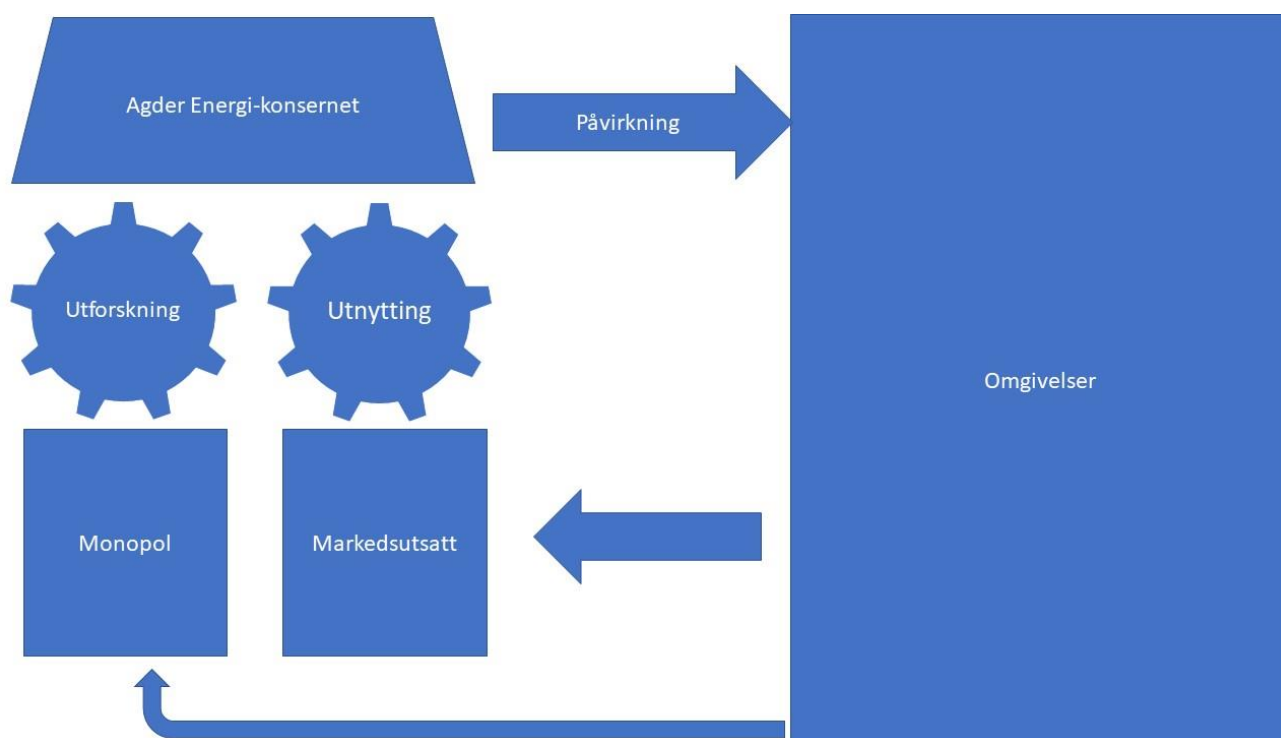 Agder Energi-konsernet
Påvirkning
Utforskning
Utnytting
Omgivelser
Monopol
Markedsutsatt